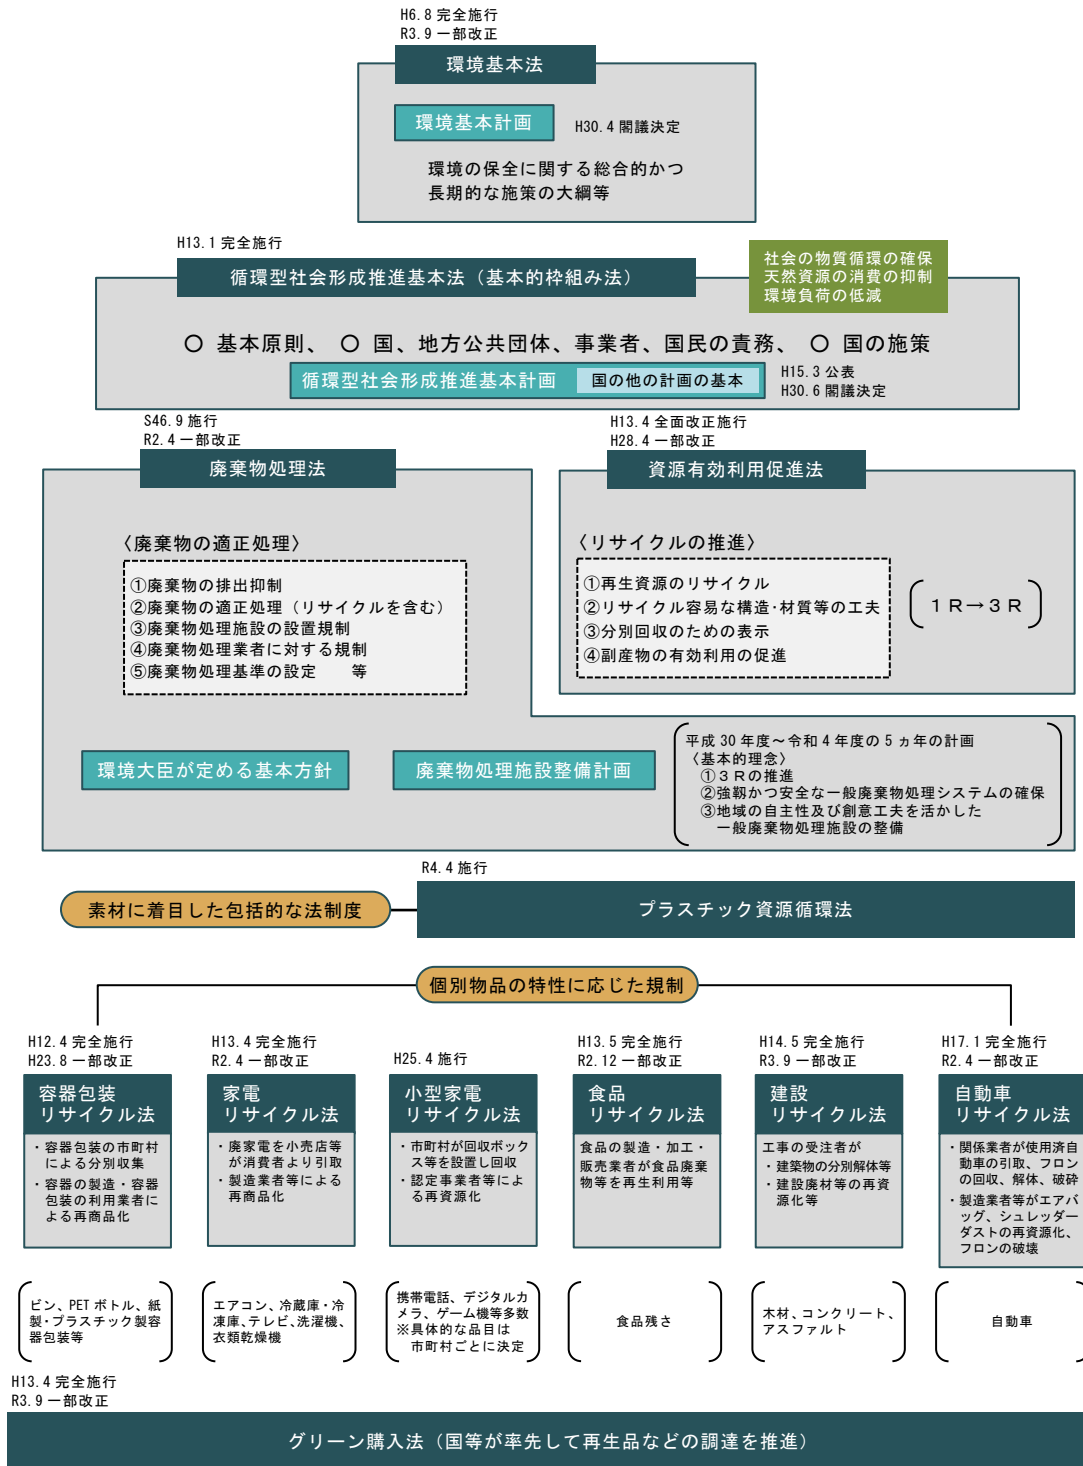 H6.8 完全施行
R3.9 一部改正
環境基本法
環境基本計画
H30.4 閣議決定
環境の保全に関する総合的かつ
長期的な施策の大綱等
H13.1 完全施行
循環型社会形成推進基本法（基本的枠組み法）
社会の物質循環の確保
天然資源の消費の抑制
環境負荷の低減
○ 基本原則、 ○ 国、地方公共団体、事業者、国民の責務、 ○ 国の施策
循環型社会形成推進基本計画
国の他の計画の基本
H15.3 公表
H30.6 閣議決定
S46.9 施行
R2.4 一部改正
廃棄物処理法
〈廃棄物の適正処理〉
①廃棄物の排出抑制
②廃棄物の適正処理（リサイクルを含む）
③廃棄物処理施設の設置規制
④廃棄物処理業者に対する規制
⑤廃棄物処理基準の設定　　等
H13.4 全面改正施行
H28.4 一部改正
資源有効利用促進法
〈リサイクルの推進〉
①再生資源のリサイクル
②リサイクル容易な構造･材質等の工夫
③分別回収のための表示
④副産物の有効利用の促進
１Ｒ→３Ｒ
環境大臣が定める基本方針
廃棄物処理施設整備計画
平成 30 年度～令和 4 年度の 5 ヵ年の計画
〈基本的理念〉
①３Ｒの推進
②強靱かつ安全な一般廃棄物処理システムの確保
③地域の自主性及び創意工夫を活かした
一般廃棄物処理施設の整備
R4.4 施行
素材に着目した包括的な法制度
プラスチック資源循環法
個別物品の特性に応じた規制
H12.4 完全施行
H23.8 一部改正
容器包装
リサイクル法
・容器包装の市町村
による分別収集
・容器の製造・容器
包装の利用業者に
よる再商品化
ビン、PET ボトル、紙
製･プラスチック製容
器包装等
H13.4 完全施行
R2.4 一部改正
家電
リサイクル法
・廃家電を小売店等
が消費者より引取
・製造業者等による
再商品化
エアコン、冷蔵庫・冷
凍庫、テレビ、洗濯機、
衣類乾燥機
H25.4 施行
小型家電
リサイクル法
・市町村が回収ボック
ス等を設置し回収
・認定事業者等によ
る再資源化
携帯電話、デジタルカ
メラ、ゲーム機等多数
※具体的な品目は
市町村ごとに決定
H13.5 完全施行
R2.12 一部改正
食品
リサイクル法
食品の製造・加工・
販売業者が食品廃棄
物等を再生利用等
食品残さ
H14.5 完全施行
R3.9 一部改正
建設
リサイクル法
工事の受注者が
・建築物の分別解体等
・建設廃材等の再資
源化等
木材、コンクリート、
アスファルト
H17.1 完全施行
R2.4 一部改正
自動車
リサイクル法
・関係業者が使用済自
動車の引取、フロン
の回収、解体、破砕
・製造業者等がエアバ
ッグ、シュレッダー
ダストの再資源化、
フロンの破壊
自動車
H13.4 完全施行
R3.9 一部改正
グリーン購入法（国等が率先して再生品などの調達を推進）